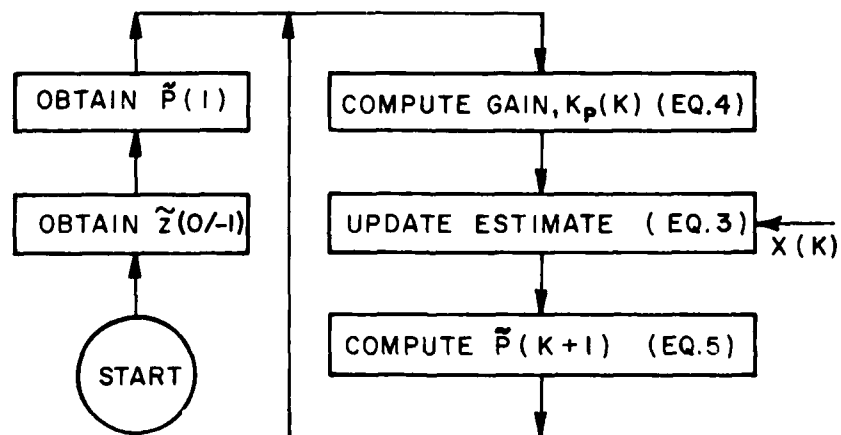 OBTAIN P̃(1)
OBTAIN z̃(0/-1)
START
COMPUTE GAIN, Kp(K) (EQ.4)
UPDATE ESTIMATE (EQ.3)
X(K)
COMPUTE P̃(K+1) (EQ.5)